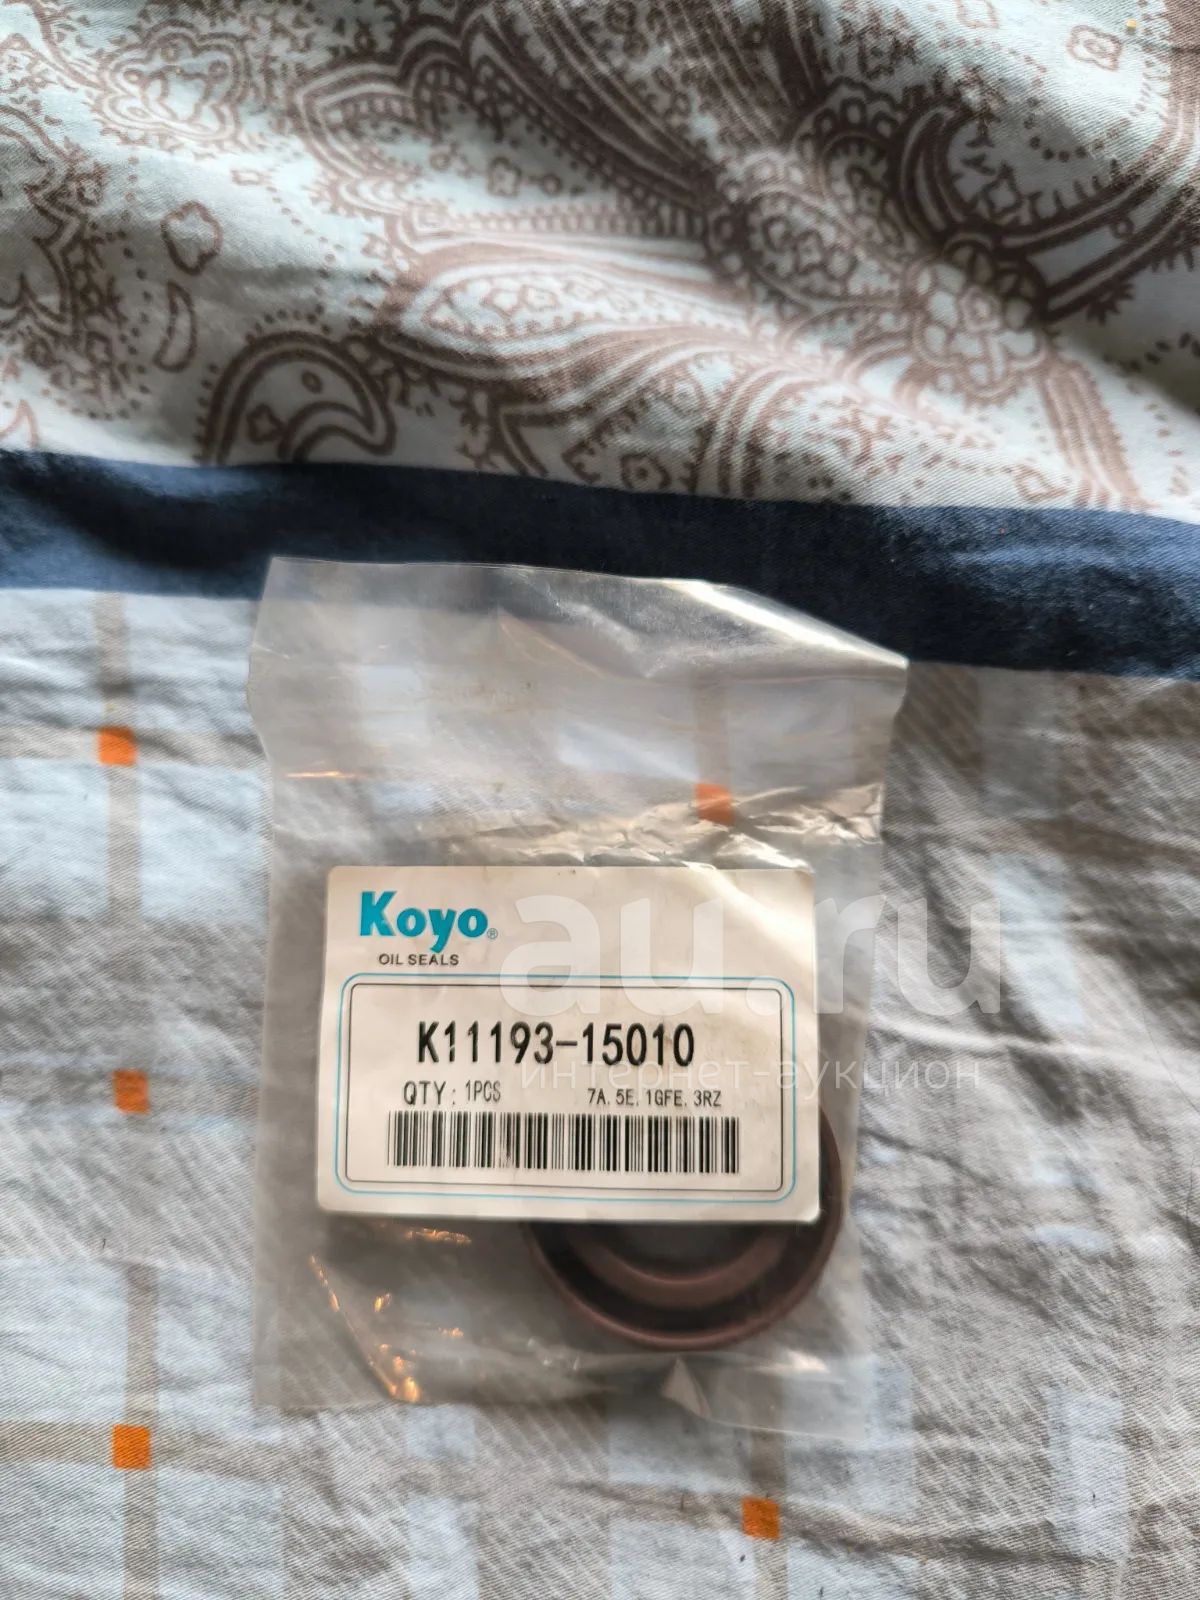 Koyo®
OIL SEALS
K11193-15010
QTY: 1PCS 7A. 5E. 1GFE. 3RZ
au.ru
интернет-аукцион